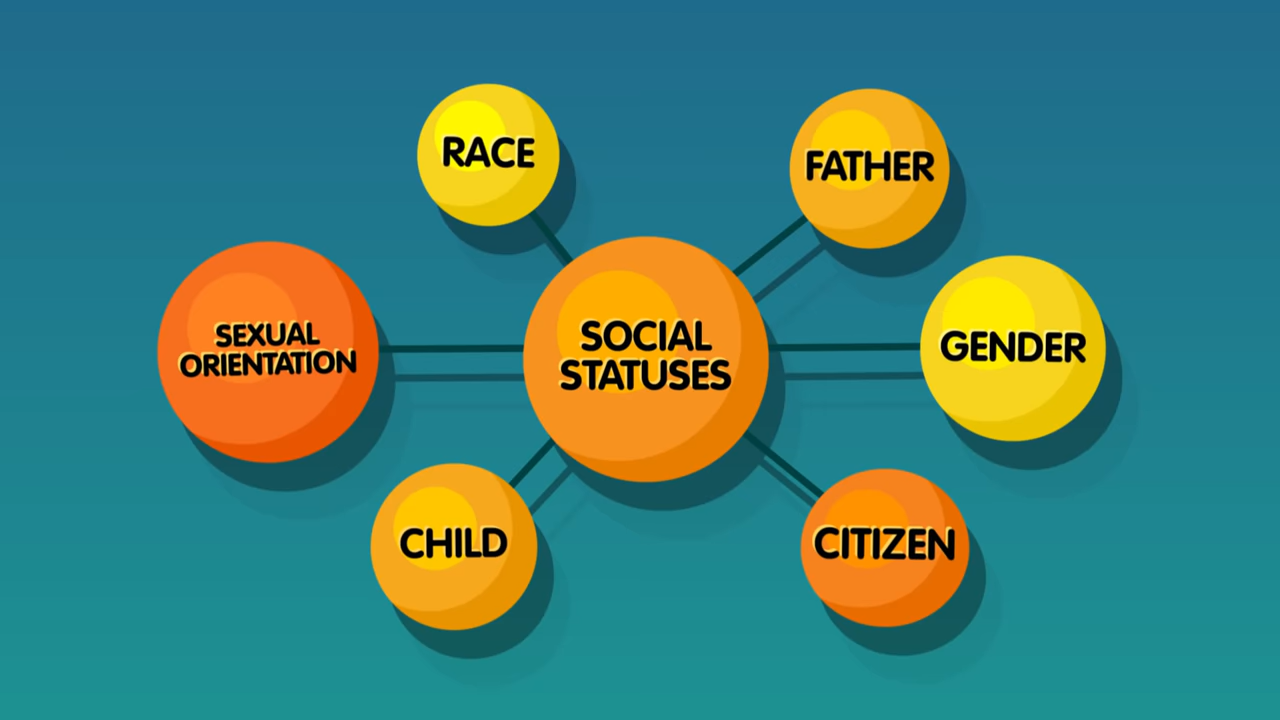 RACE
FATHER
SEXUAL
ORIENTATION
SOCIAL
STATUSES
GENDER
CHILD
CITIZEN